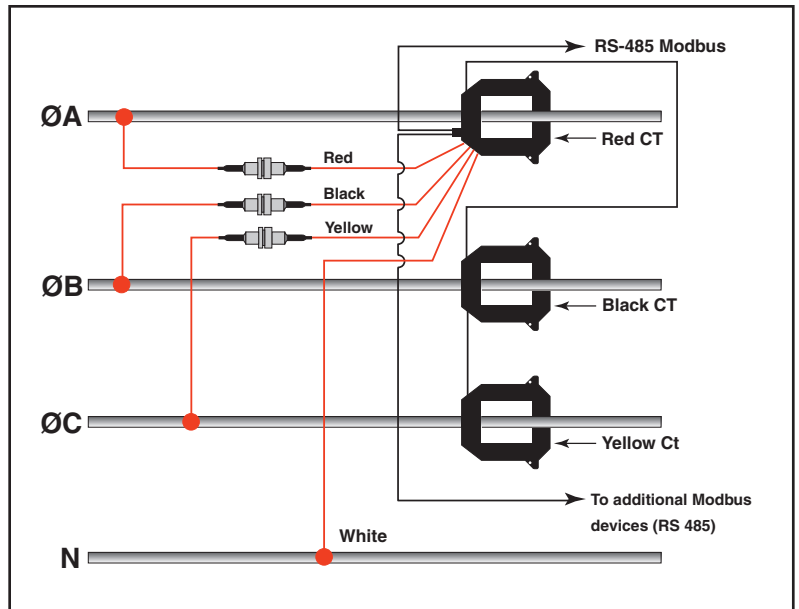 RS-485 Modbus
ØA
Red CT
Red
Black
Yellow
ØB
Black CT
ØC
Yellow Ct
To additional Modbus
devices (RS 485)
White
N